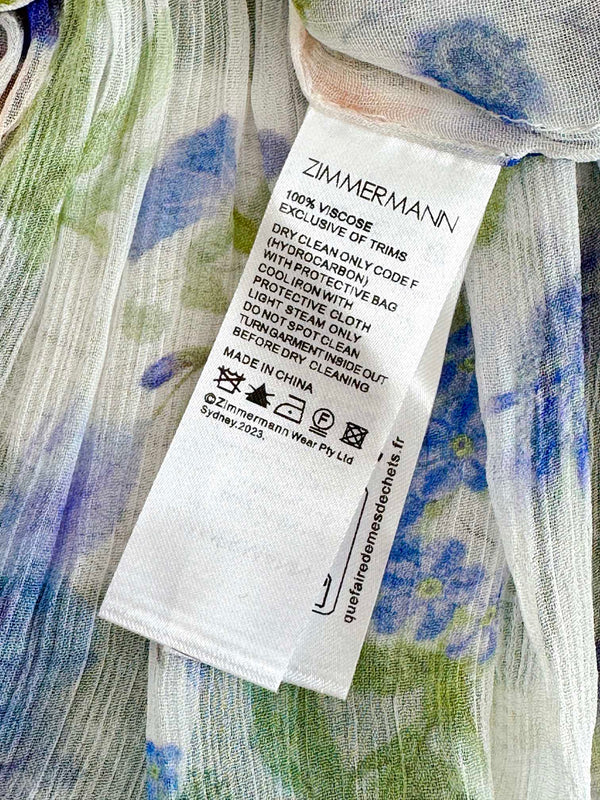 ZIMMERMANN
100% VISCOSE
EXCLUSIVE OF TRIMS
DRY CLEAN ONLY CODE F
(HYDROCARBON)
WITH PROTECTIVE BAG
COOL IRON WITH
PROTECTIVE CLOTH
LIGHT STEAM ONLY
DO NOT SPOT CLEAN
TURN GARMENT INSIDE OUT
BEFORE DRY CLEANING
MADE IN CHINA
F
©Zimmermann Wear Pty Ltd
Sydney.2023.
quefairedemesdechets.fr